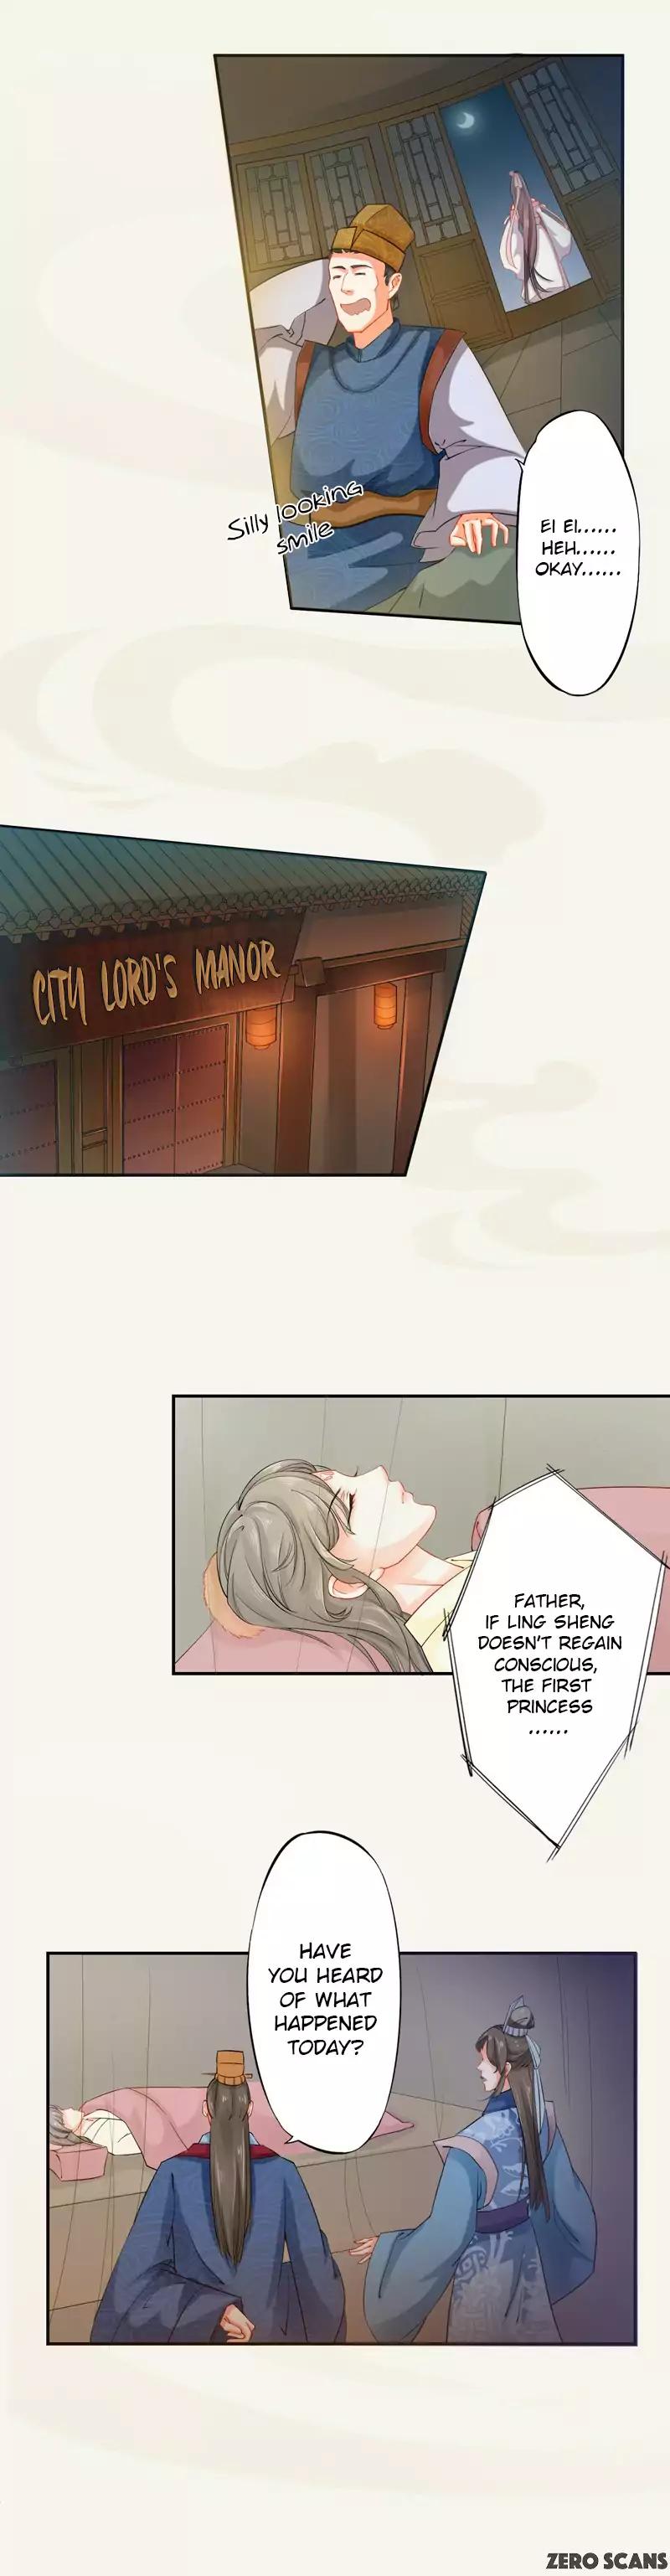 EI EI......
HEH......
OKAY......
Silly looking
smile
CITY LORD'S MANOR
FATHER,
IF LING SHENG
DOESN'T REGAIN
CONSCIOUS,
THE FIRST
PRINCESS
......
HAVE
YOU HEARD
OF WHAT
HAPPENED
TODAY?
ZERO SCANS